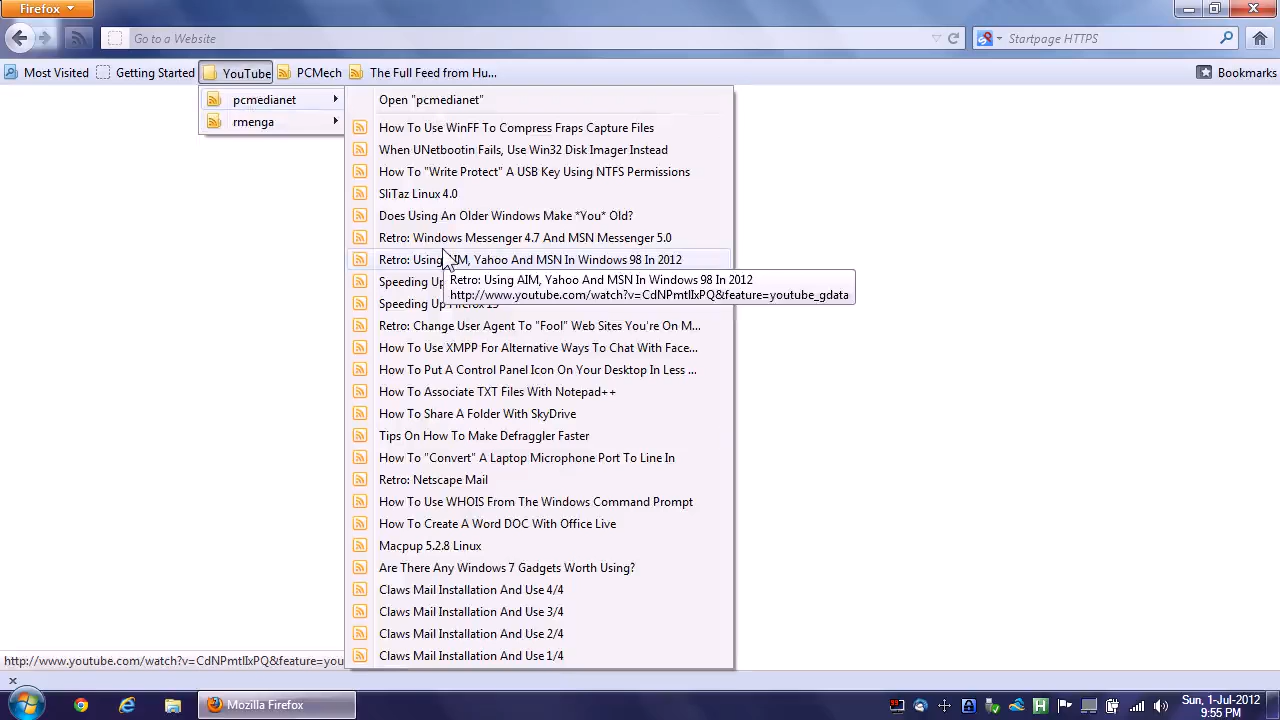 Firefox
Go to a Website
Startpage HTTPS
Most Visited
Getting Started
YouTube
PCMech
The Full Feed from Hu...
Bookmarks
pcmedianet
rmenga
Open "pcmedianet"
How To Use WinFF To Compress Fraps Capture Files
When UNetbootin Fails, Use Win32 Disk Imager Instead
How To "Write Protect" A USB Key Using NTFS Permissions
SliTaz Linux 4.0
Does Using An Older Windows Make *You* Old?
Retro: Windows Messenger 4.7 And MSN Messenger 5.0
Retro: Using AIM, Yahoo And MSN In Windows 98 In 2012
Retro: Using AIM, Yahoo And MSN In Windows 98 In 2012
http://www.youtube.com/watch?v=CdNPmtlIxPQ&feature=youtube_gdata
Speeding Up
Speeding Up Firefox
Retro: Change User Agent To "Fool" Web Sites You're On M...
How To Use XMPP For Alternative Ways To Chat With Face...
How To Put A Control Panel Icon On Your Desktop In Less ...
How To Associate TXT Files With Notepad++
How To Share A Folder With SkyDrive
Tips On How To Make Defraggler Faster
How To "Convert" A Laptop Microphone Port To Line In
Retro: Netscape Mail
How To Use WHOIS From The Windows Command Prompt
How To Create A Word DOC With Office Live
Macpup 5.2.8 Linux
Are There Any Windows 7 Gadgets Worth Using?
Claws Mail Installation And Use 4/4
Claws Mail Installation And Use 3/4
Claws Mail Installation And Use 2/4
Claws Mail Installation And Use 1/4
http://www.youtube.com/watch?v=CdNPmtlIxPQ&feature=you
Mozilla Firefox
Sun, 1-Jul-2012
9:55 PM